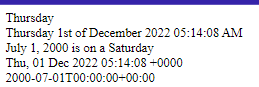 Thursday
Thursday 1st of December 2022 05:14:08 AM
July 1, 2000 is on a Saturday
Thu, 01 Dec 2022 05:14:08 +0000
2000-07-01T00:00:00+00:00